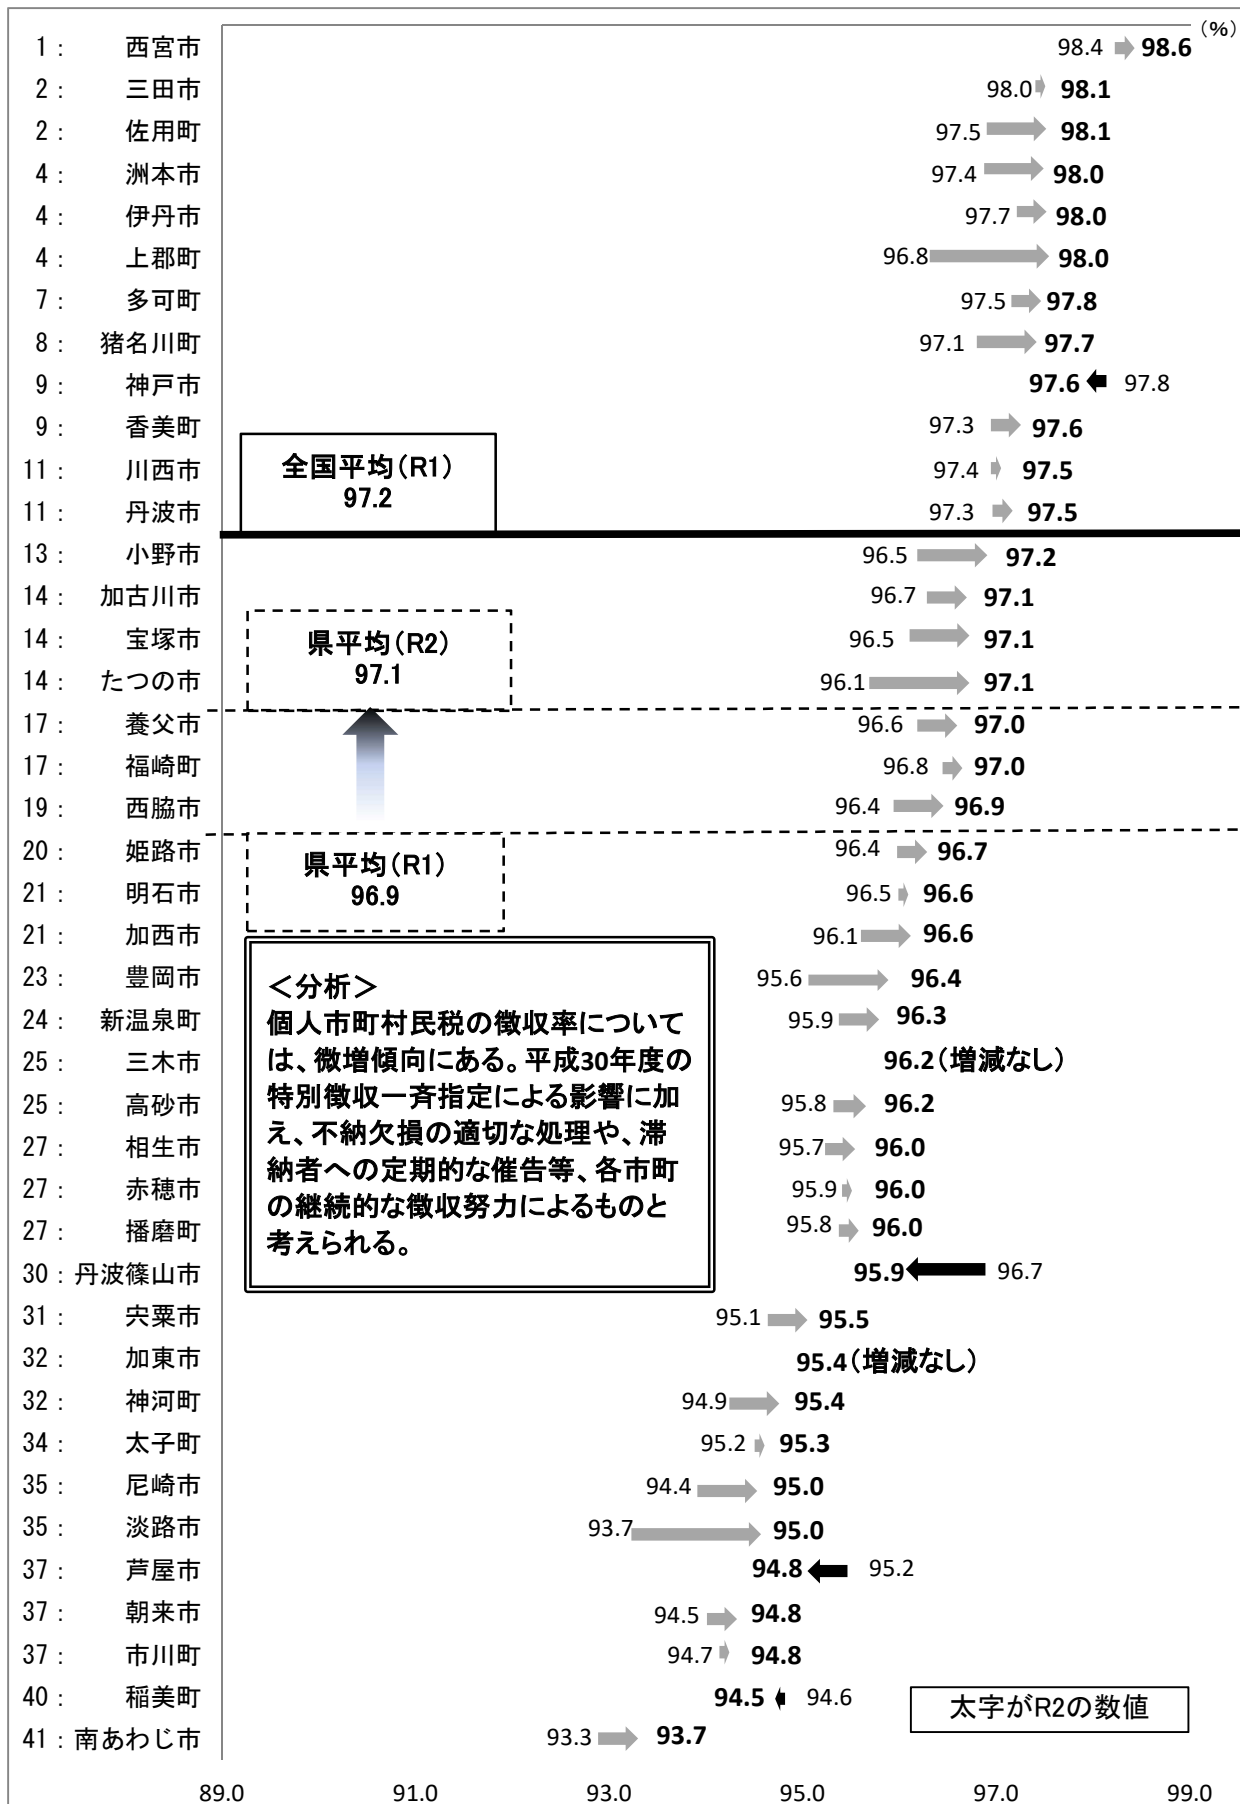 (%)
1： 西宮市 98.4 98.6
2： 三田市 98.0 98.1
2： 佐用町 97.5 98.1
4： 洲本市 97.4 98.0
4： 伊丹市 97.7 98.0
4： 上郡町 96.8 98.0
7： 多可町 97.5 97.8
8： 猪名川町 97.1 97.7
9： 神戸市 97.6 97.8
9： 香美町 97.3 97.6
11： 川西市 97.4 97.5
11： 丹波市 97.3 97.5
全国平均（R1）
97.2
13： 小野市 96.5 97.2
14： 加古川市 96.7 97.1
14： 宝塚市 96.5 97.1
14： たつの市 96.1 97.1
県平均（R2）
97.1
17： 養父市 96.6 97.0
17： 福崎町 96.8 97.0
19： 西脇市 96.4 96.9
20： 姫路市 96.4 96.7
21： 明石市 96.5 96.6
県平均（R1）
96.9
21： 加西市 96.1 96.6
23： 豊岡市 95.6 96.4
24： 新温泉町 95.9 96.3
25： 三木市 96.2（増減なし）
25： 高砂市 95.8 96.2
27： 相生市 95.7 96.0
27： 赤穂市 95.9 96.0
27： 播磨町 95.8 96.0
30： 丹波篠山市 95.9 96.7
＜分析＞
個人市町村民税の徴収率について
は、微増傾向にある。平成30年度の
特別徴収一斉指定による影響に加
え、不納欠損の適切な処理や、滞
納者への定期的な催告等、各市町
の継続的な徴収努力によるものと
考えられる。
31： 宍粟市 95.1 95.5
32： 加東市 95.4（増減なし）
32： 神河町 94.9 95.4
34： 太子町 95.2 95.3
35： 尼崎市 94.4 95.0
35： 淡路市 93.7 95.0
37： 芦屋市 94.8 95.2
37： 朝来市 94.5 94.8
37： 市川町 94.7 94.8
40： 稲美町 94.5 94.6
41： 南あわじ市 93.3 93.7
太字がR2の数値
89.0 91.0 93.0 95.0 97.0 99.0